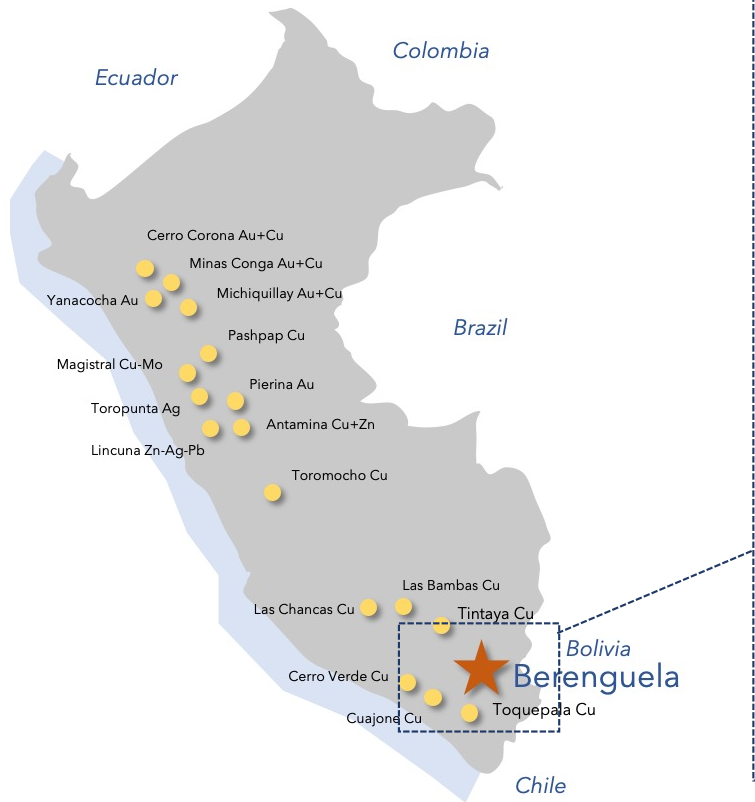 Colombia
Ecuador
Cerro Corona Au+Cu
Minas Conga Au+Cu
Michiquillay Au+Cu
Yanacocha Au
Brazil
Pashpap Cu
Magistral Cu-Mo
Pierina Au
Toropunta Ag
Antamina Cu+Zn
Lincuna Zn-Ag-Pb
Toromocho Cu
Las Bambas Cu
Las Chancas Cu
Tintaya Cu
Bolivia
Berenguela
Cerro Verde Cu
Toquepala Cu
Cuajone Cu
Chile